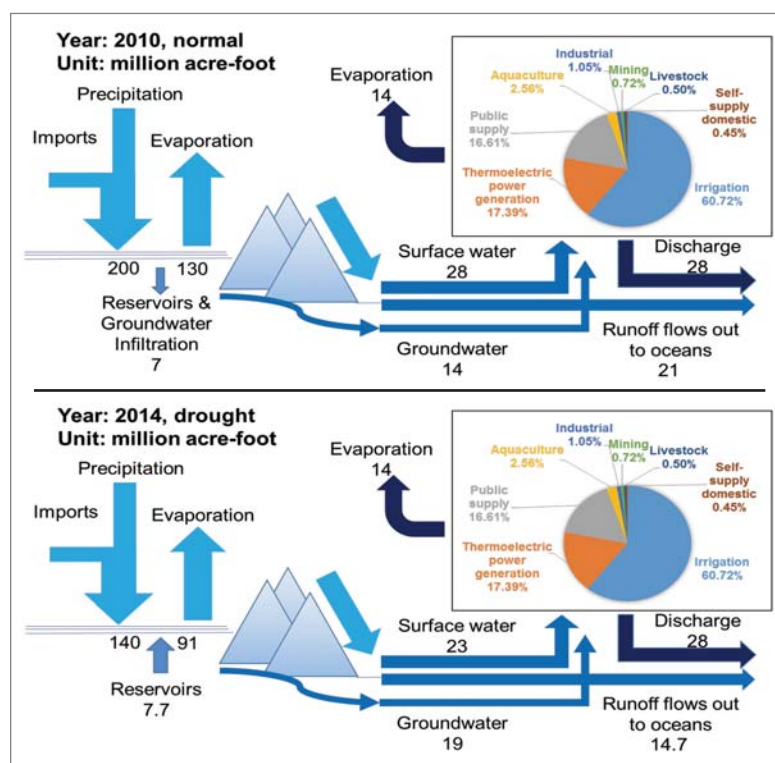 Year: 2010, normal
Unit: million acre-foot
Precipitation
Imports
Evaporation
200
130
Reservoirs &
Groundwater
Infiltration
7
Evaporation
14
Industrial
1.05%
Mining
0.72%
Livestock
0.50%
Self-
supply
domestic
0.45%
Aquaculture
2.56%
Public
supply
16.61%
Thermoelectric
power
generation
17.39%
Irrigation
60.72%
Surface water
28
Discharge
28
Groundwater
14
Runoff flows out
to oceans
21
Year: 2014, drought
Unit: million acre-foot
Precipitation
Imports
Evaporation
140
91
Reservoirs
7.7
Evaporation
14
Industrial
1.05%
Mining
0.72%
Livestock
0.50%
Self-
supply
domestic
0.45%
Aquaculture
2.56%
Public
supply
16.61%
Thermoelectric
power
generation
17.39%
Irrigation
60.72%
Surface water
23
Discharge
28
Groundwater
19
Runoff flows out
to oceans
14.7